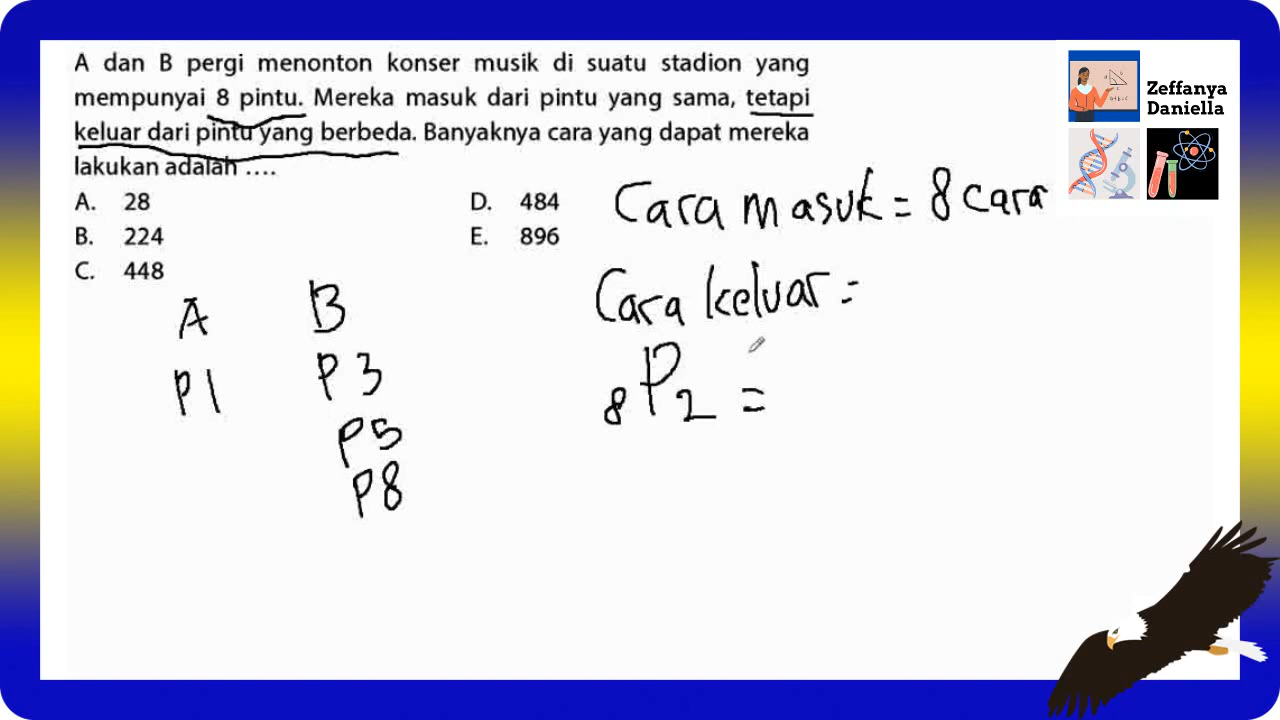 A dan B pergi menonton konser musik di suatu stadion yang
mempunyai 8 pintu. Mereka masuk dari pintu yang sama, tetapi
keluar dari pintu yang berbeda. Banyaknya cara yang dapat mereka
lakukan adalah ....
A. 28
B. 224
C. 448
D. 484
E. 896
Zeffanya
Daniella
Cara masuk = 8 cara
Cara keluar =
8P2 =
A B
P1 P3
P5
P8